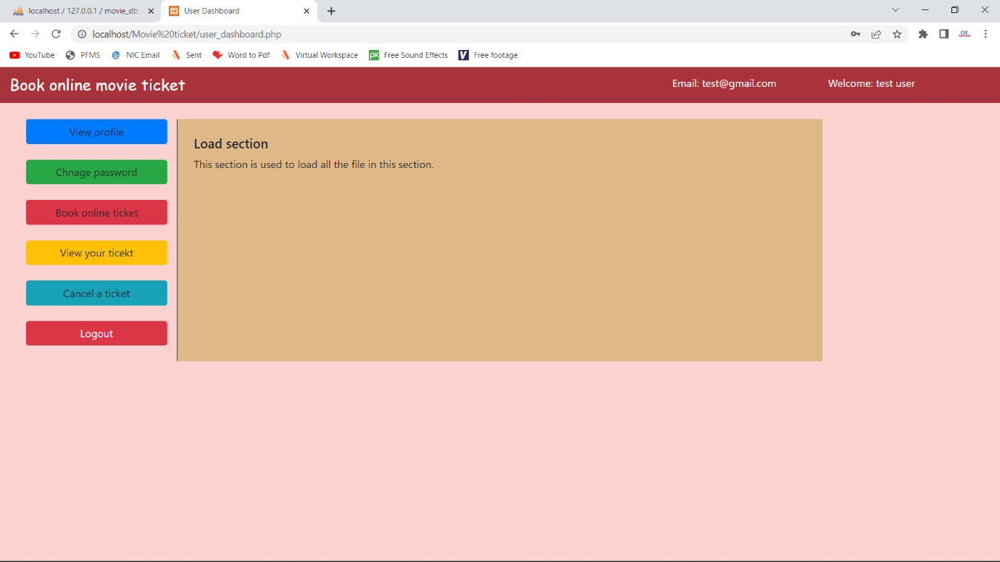 localhost / 127.0.0.1 / movie_db
User Dashboard
localhost/Movie%20ticket/user_dashboard.php
YouTube PFMS NIC Email Sent Word to Pdf Virtual Workspace Free Sound Effects Free footage
Book online movie ticket Email: test@gmail.com Welcome: test user
View profile
Chnage password
Book online ticket
View your ticekt
Cancel a ticket
Logout
Load section
This section is used to load all the file in this section.